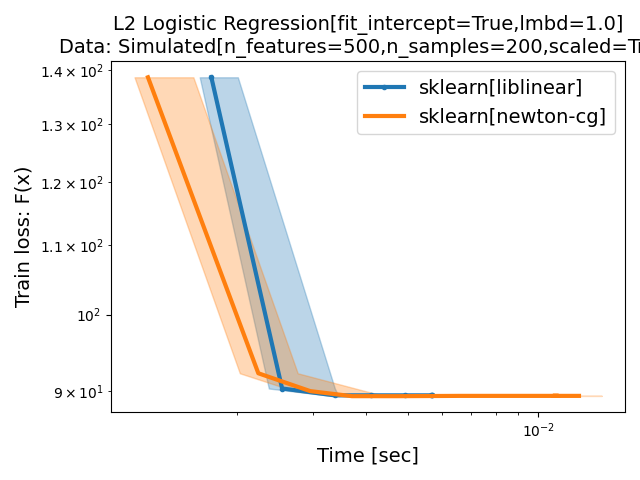 L2 Logistic Regression[fit_intercept=True,lmbd=1.0]
Data: Simulated[n_features=500,n_samples=200,scaled=T
sklearn[liblinear]
sklearn[newton-cg]
Train loss: F(x)
1.4 × 10²
1.3 × 10²
1.2 × 10²
1.1 × 10²
10²
9 × 10¹
10⁻²
Time [sec]